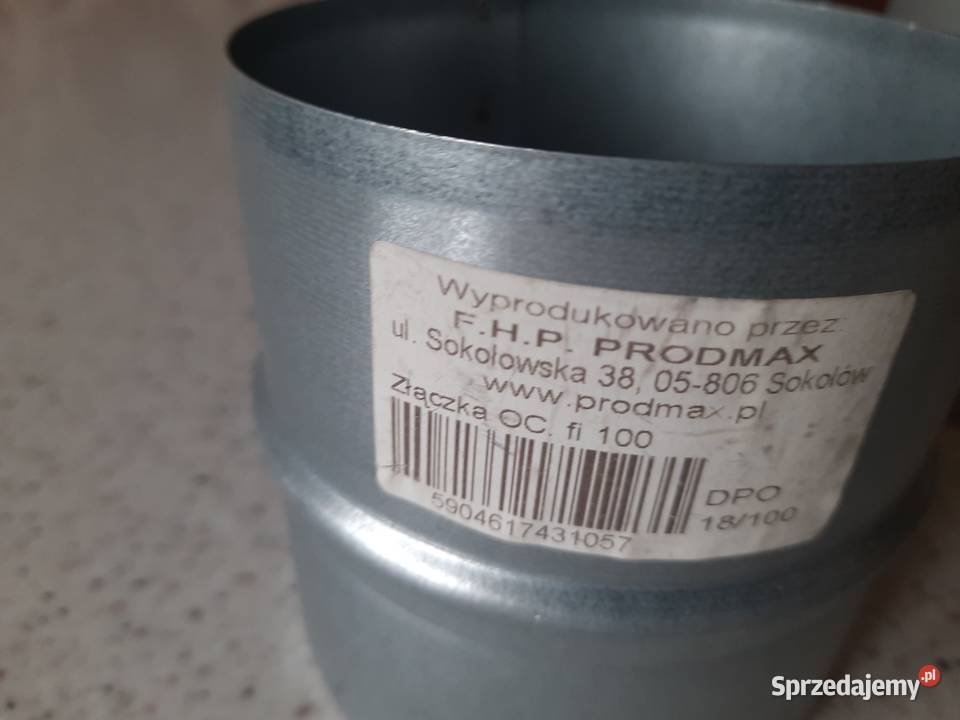 Wyprodukowano przez:
F.H.P. PRODMAX
ul. Sokołowska 38, 05-806 Sokołów
www.prodmax.pl
Złączka OC. fi 100
5904617431057
DPO
18/100
Sprzedajemy.pl